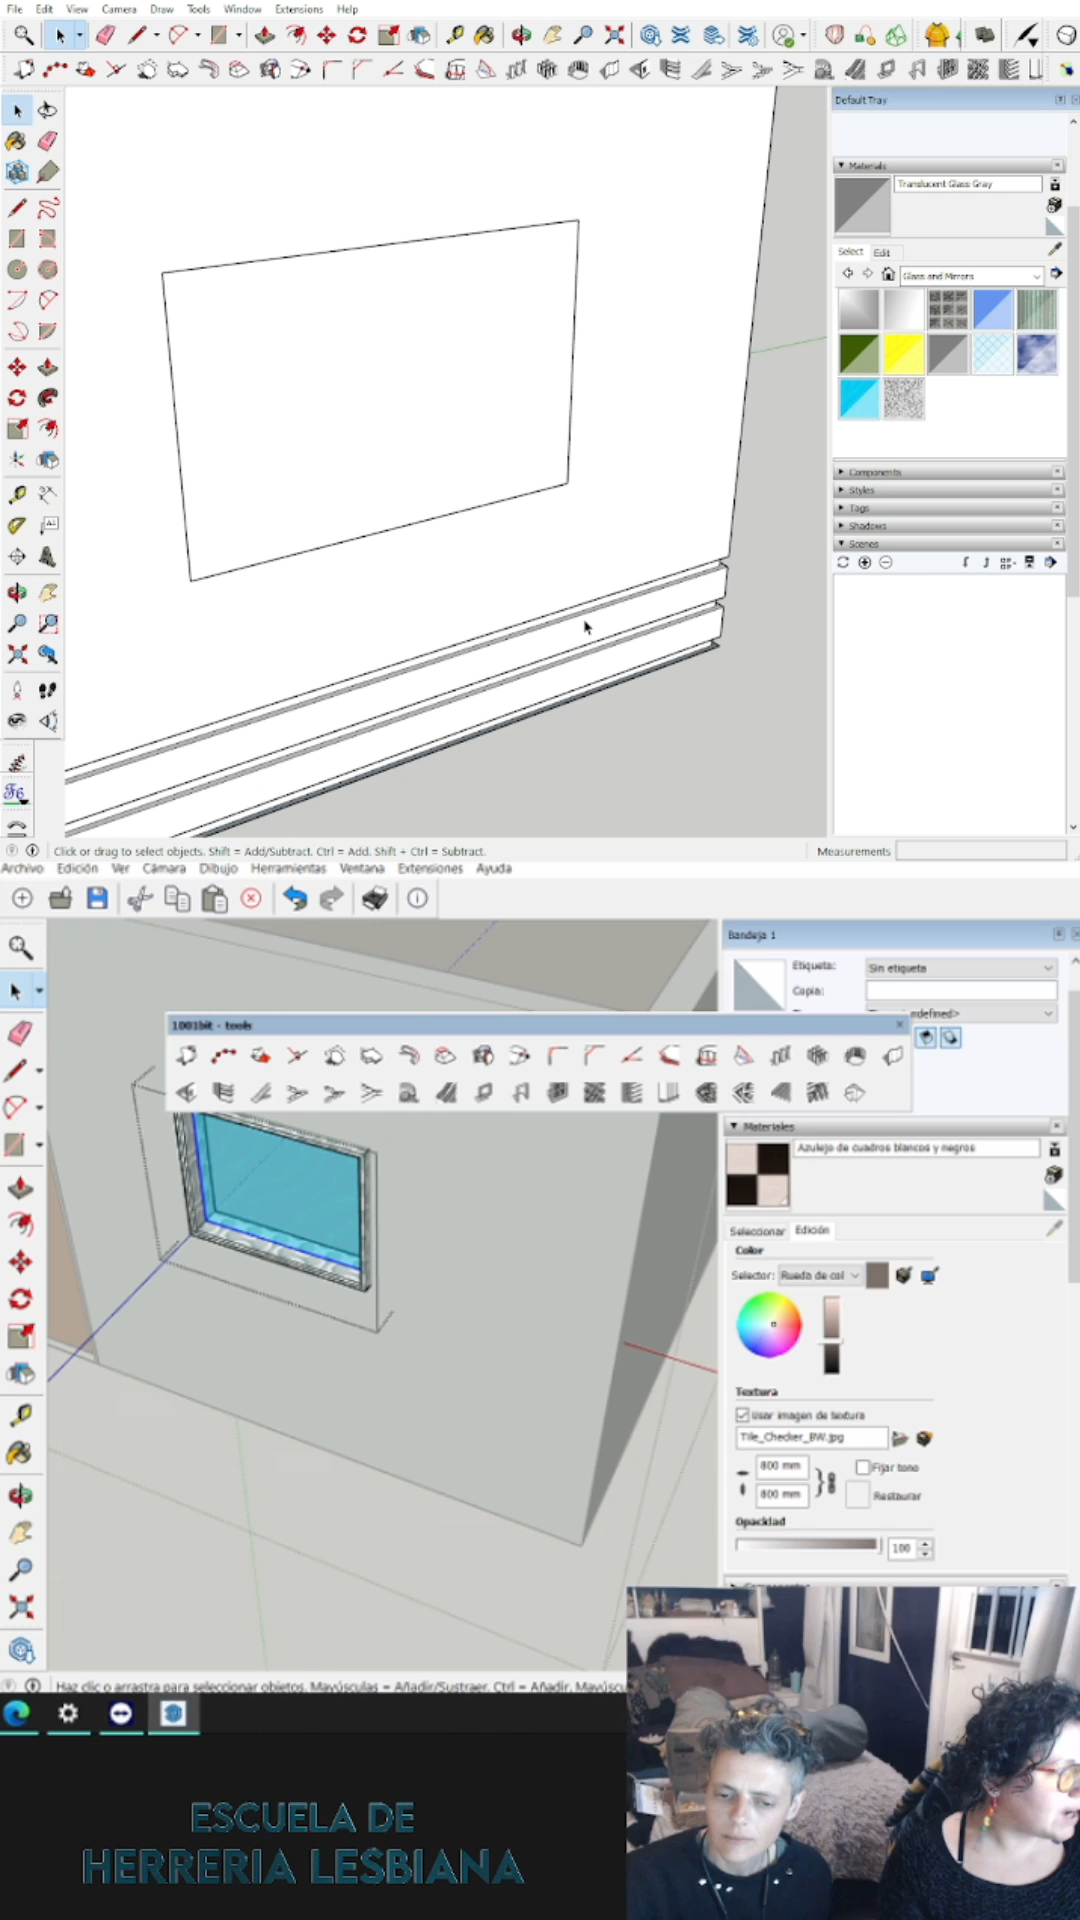 File Edit View Camera Draw Tools Window Extensions Help
Default Tray
Materials
Translucent Glass Gray
Select Edit
Glass and Mirrors
Components
Styles
Tags
Shadows
Scenes
Click or drag to select objects. Shift = Add/Subtract. Ctrl = Add. Shift + Ctrl = Subtract.
Measurements
Archivo Edición Ver Cámara Dibujo Herramientas Ventana Extensiones Ayuda
Bandeja 1
Etiqueta: Sin etiqueta
Copia:
ndefined>
1001bit - tools
Materiales
Azulejo de cuadros blancos y negros
Seleccionar Edición
Color
Selector: Rueda de col
Textura
Usar imagen de textura
Tile_Checker_BW.jpg
800 mm
Fijar tono
800 mm
Restaurar
Opacidad
100
Haz clic o arrastra para seleccionar objetos. Mayúsculas = Añadir/Sustraer. Ctrl = Añadir. Mayúscu
ESCUELA DE
HERRERIA LESBIANA